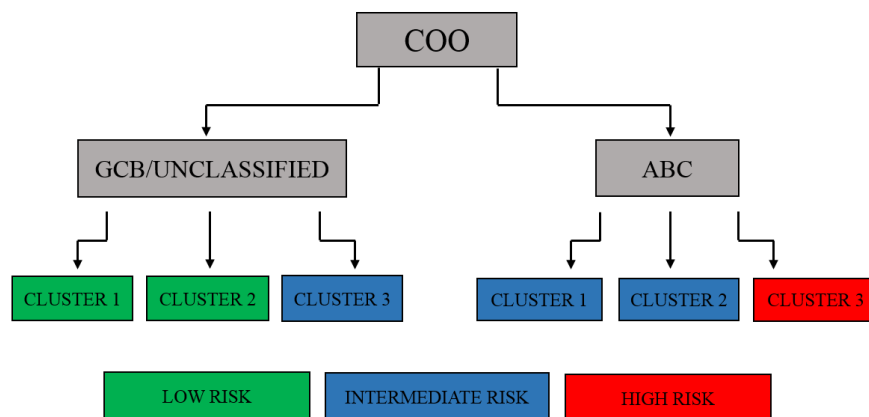 COO
GCB/UNCLASSIFIED
ABC
CLUSTER 1
CLUSTER 2
CLUSTER 3
CLUSTER 1
CLUSTER 2
CLUSTER 3
LOW RISK
INTERMEDIATE RISK
HIGH RISK